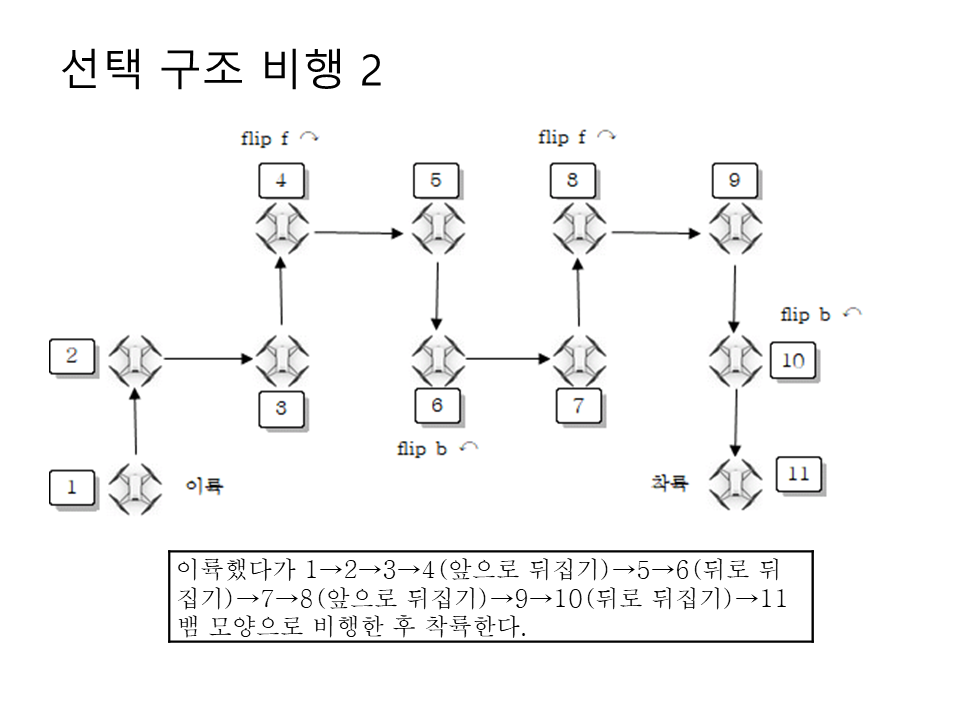 선택 구조 비행 2
flip f
flip f
4
5
8
9
flip b
2
10
3
6
7
flip b
1
이륙
착륙
11
이륙했다가 1→2→3→4(앞으로 뒤집기)→5→6(뒤로 뒤
집기)→7→8(앞으로 뒤집기)→9→10(뒤로 뒤집기)→11
뱀 모양으로 비행한 후 착륙한다.